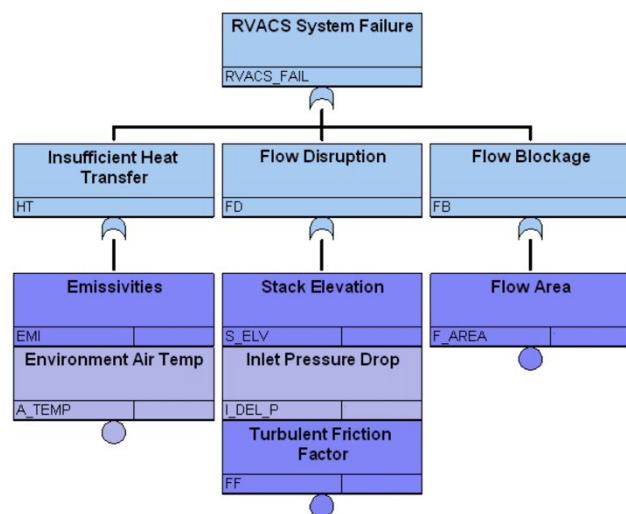 RVACS System Failure
RVACS_FAIL
Insufficient Heat
Transfer
HT
Flow Disruption
FD
Flow Blockage
FB
Emissivities
EMI
Environment Air Temp
A_TEMP
Stack Elevation
S_ELV
Inlet Pressure Drop
I_DEL_P
Turbulent Friction
Factor
FF
Flow Area
F_AREA